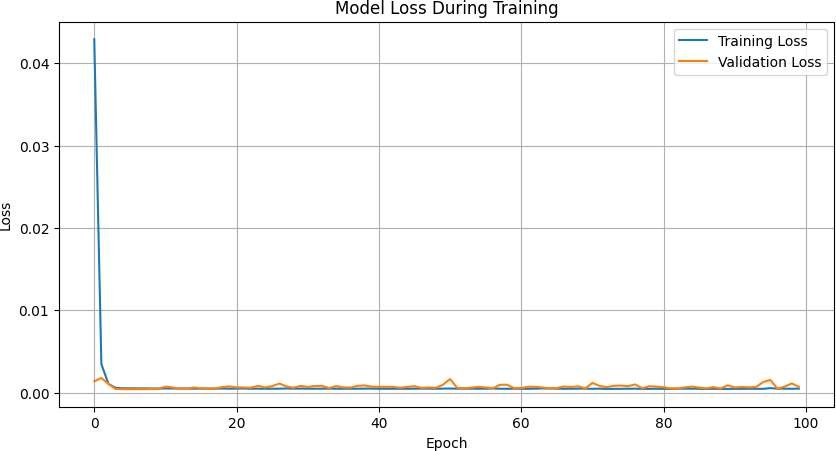 Model Loss During Training
Training Loss
Validation Loss
0.04
0.03
0.02
0.01
0.00
Loss
0 20 40 60 80 100
Epoch